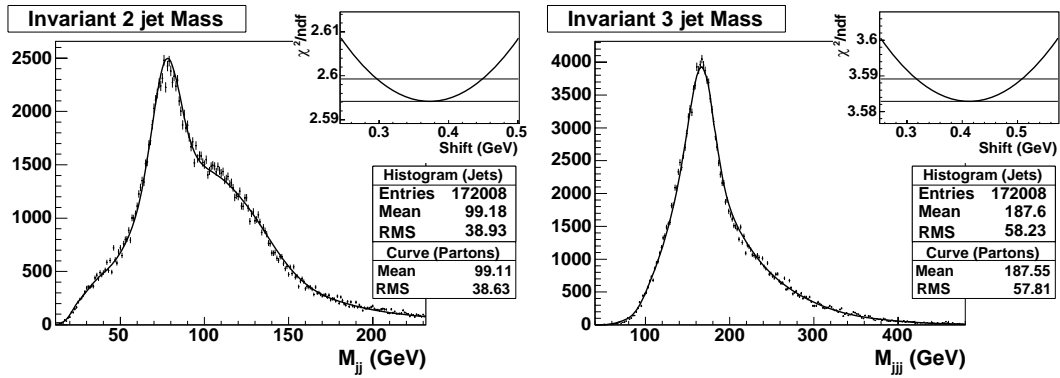 Invariant 2 jet Mass
2500
2000
1500
1000
500
0
50
100
150
200
M_jj (GeV)
χ²/ndf
2.61
2.6
2.59
0.3
0.4
0.5
Shift (GeV)
Histogram (Jets)
Entries 172008
Mean 99.18
RMS 38.93
Curve (Partons)
Mean 99.11
RMS 38.63
Invariant 3 jet Mass
4000
3500
3000
2500
2000
1500
1000
500
0
100
200
300
400
M_jjj (GeV)
χ²/ndf
3.6
3.59
3.58
0.3
0.4
0.5
Shift (GeV)
Histogram (Jets)
Entries 172008
Mean 187.6
RMS 58.23
Curve (Partons)
Mean 187.55
RMS 57.81